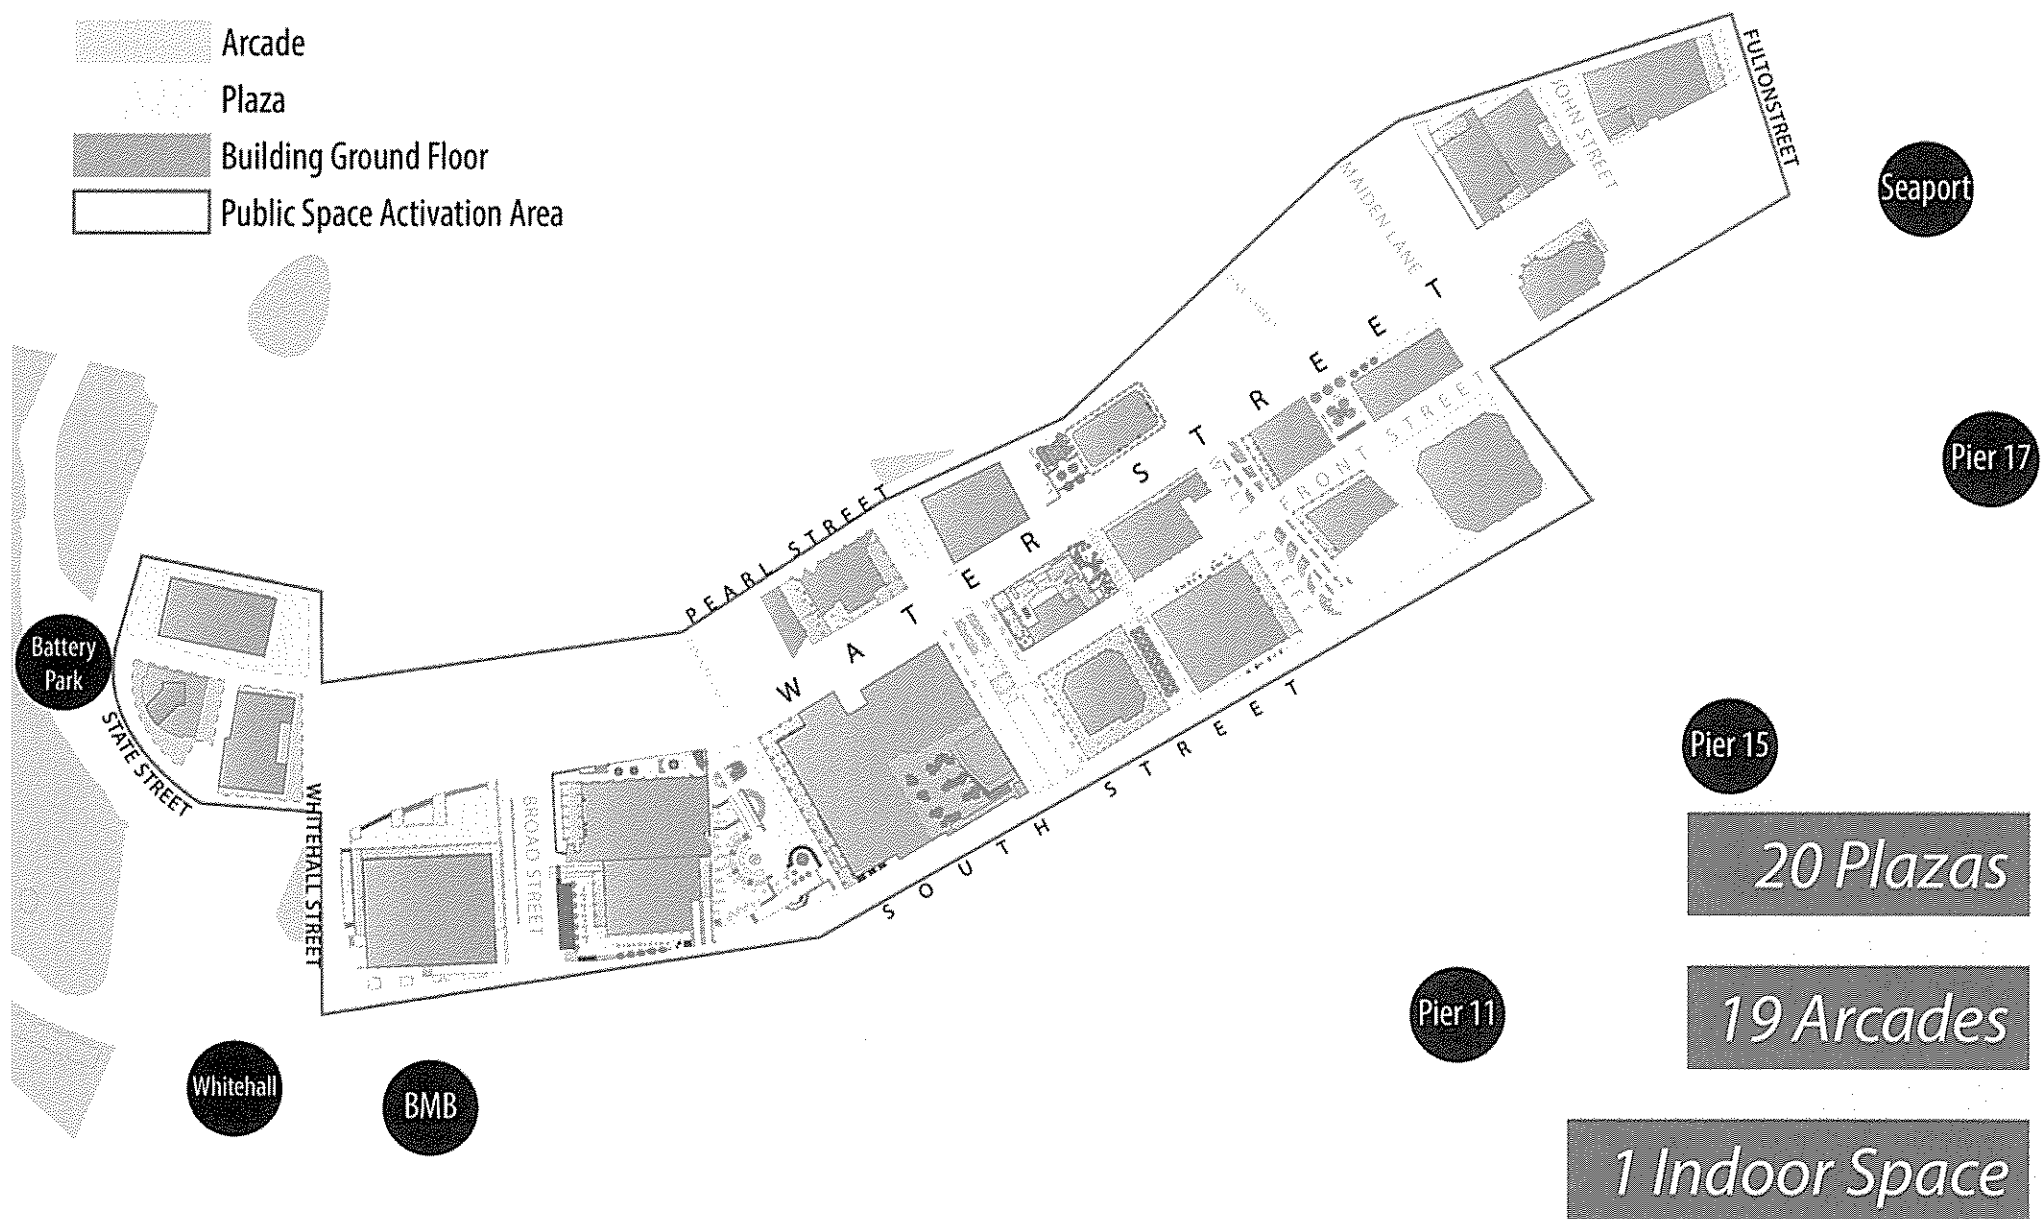 Arcade
Plaza
Building Ground Floor
Public Space Activation Area
FULTONSTREET
JOHN STREET
MAIDEN LANE
Seaport
Pier 17
WATER STREET
PEARL STREET
FRONT STREET
WALL STREET
Battery
Park
STATE STREET
WHITEHALL STREET
BROAD STREET
SOUTH STREET
Pier 15
20 Plazas
19 Arcades
Pier 11
Whitehall
BMB
1 Indoor Space